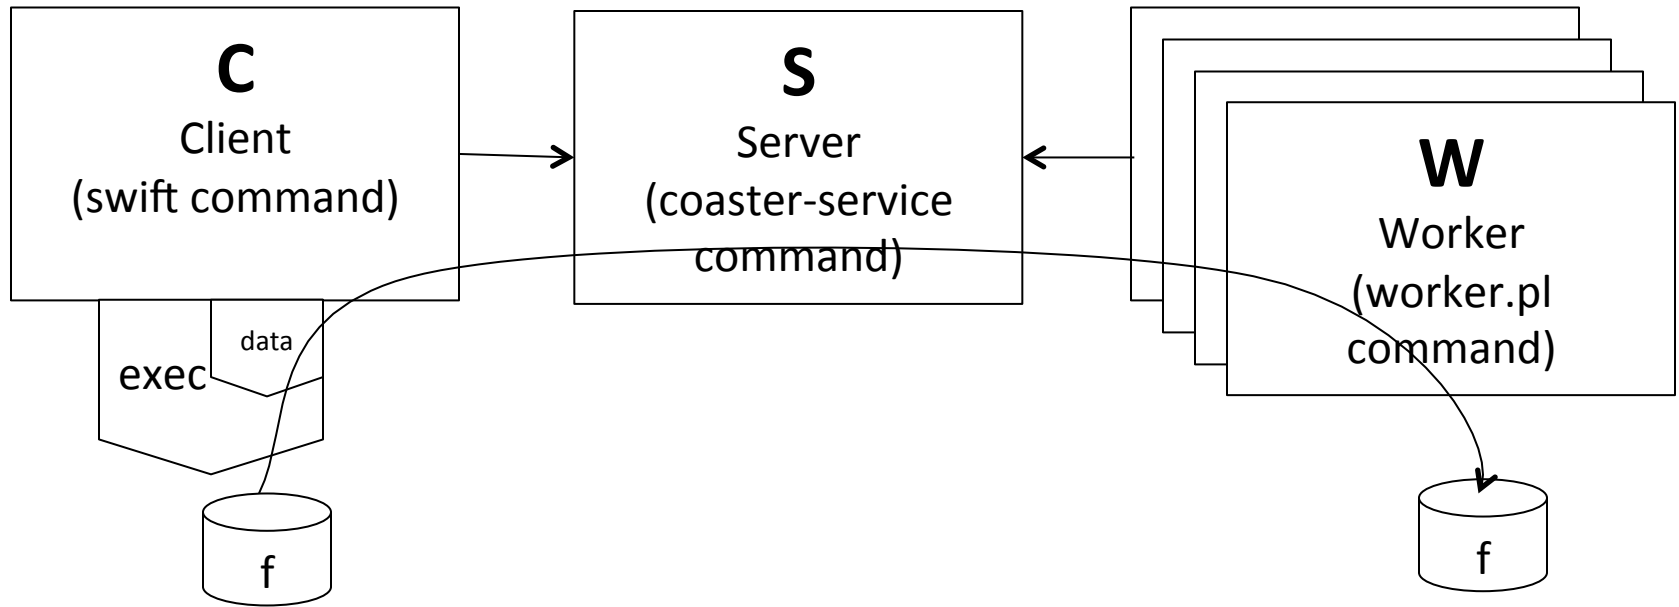 C
Client
(swift command)
S
Server
(coaster-service
command)
W
Worker
(worker.pl
command)
data
exec
f
f